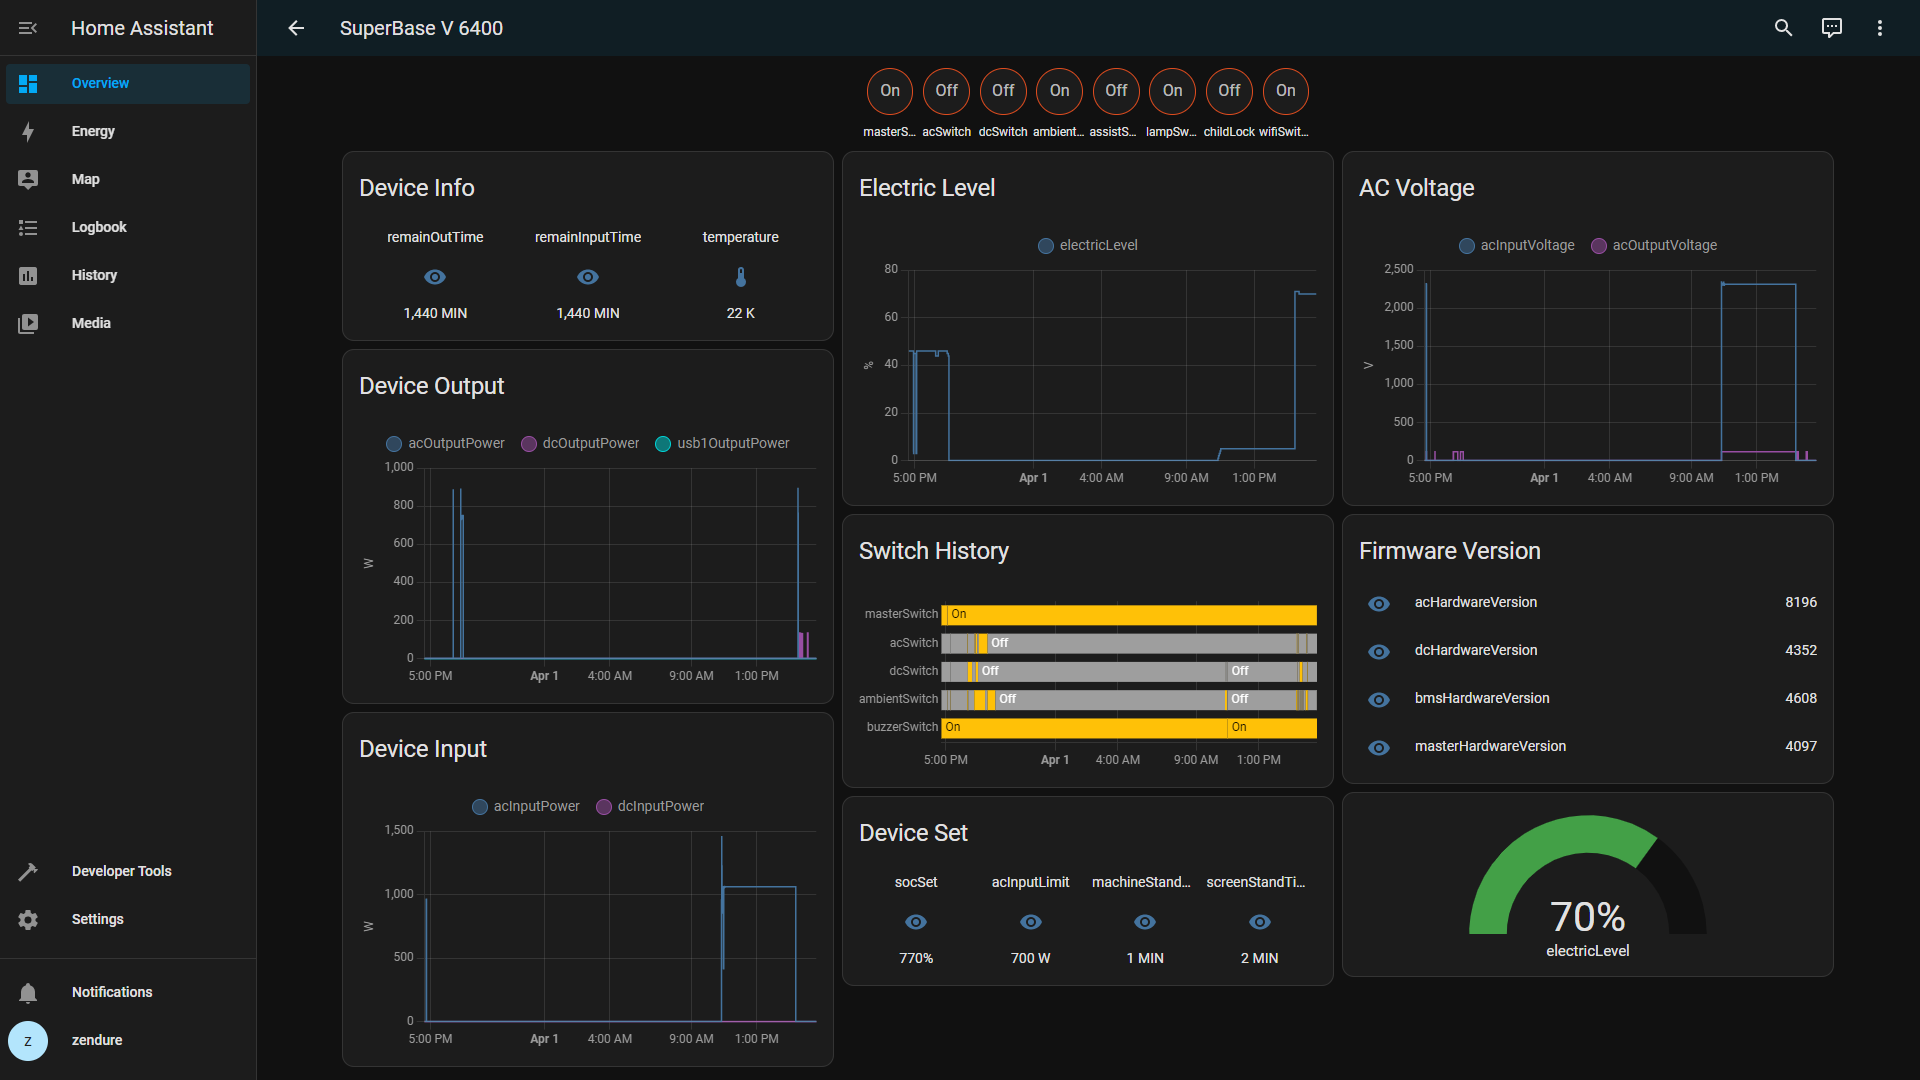 Home Assistant
Overview
Energy
Map
Logbook
History
Media
Developer Tools
Settings
Notifications
z
zendure
SuperBase V 6400
On Off Off On Off On Off On
masterS... acSwitch dcSwitch ambient... assistS... lampSw... childLock wifiSwit...
Device Info
remainOutTime remainInputTime temperature
1,440 MIN 1,440 MIN 22 K
Device Output
acOutputPower dcOutputPower usb1OutputPower
1,000
800
600
W
400
200
0
5:00 PM Apr 1 4:00 AM 9:00 AM 1:00 PM
Device Input
acInputPower dcInputPower
1,500
1,000
W
500
0
5:00 PM Apr 1 4:00 AM 9:00 AM 1:00 PM
Electric Level
electricLevel
80
60
%
40
20
0
5:00 PM Apr 1 4:00 AM 9:00 AM 1:00 PM
Switch History
masterSwitch On
acSwitch Off
dcSwitch Off Off
ambientSwitch Off Off
buzzerSwitch On On
5:00 PM Apr 1 4:00 AM 9:00 AM 1:00 PM
Device Set
socSet acInputLimit machineStand... screenStandTi...
770% 700 W 1 MIN 2 MIN
AC Voltage
acInputVoltage acOutputVoltage
2,500
2,000
1,500
V
1,000
500
0
5:00 PM Apr 1 4:00 AM 9:00 AM 1:00 PM
Firmware Version
acHardwareVersion 8196
dcHardwareVersion 4352
bmsHardwareVersion 4608
masterHardwareVersion 4097
70%
electricLevel